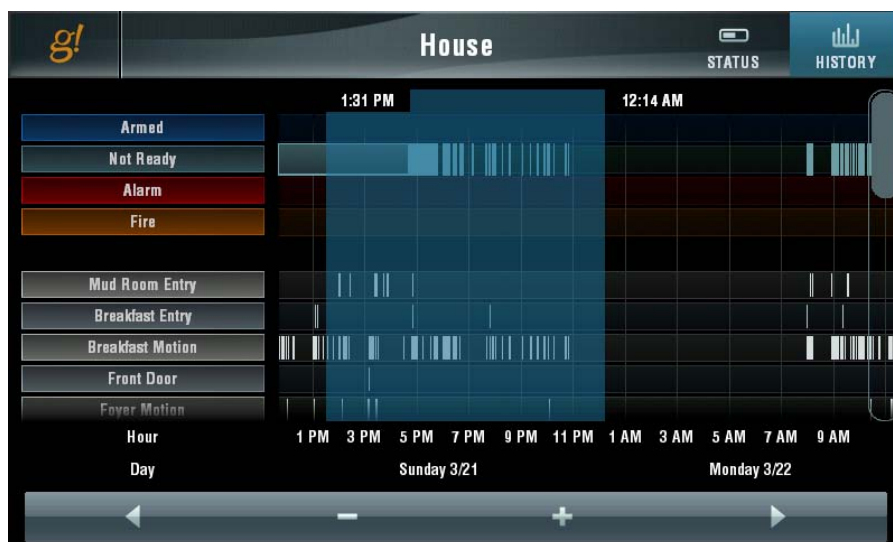 g!
House
STATUS
HISTORY
1:31 PM 12:14 AM
Armed
Not Ready
Alarm
Fire
Mud Room Entry
Breakfast Entry
Breakfast Motion
Front Door
Foyer Motion
Hour 1 PM 3 PM 5 PM 7 PM 9 PM 11 PM 1 AM 3 AM 5 AM 7 AM 9 AM
Day Sunday 3/21 Monday 3/22